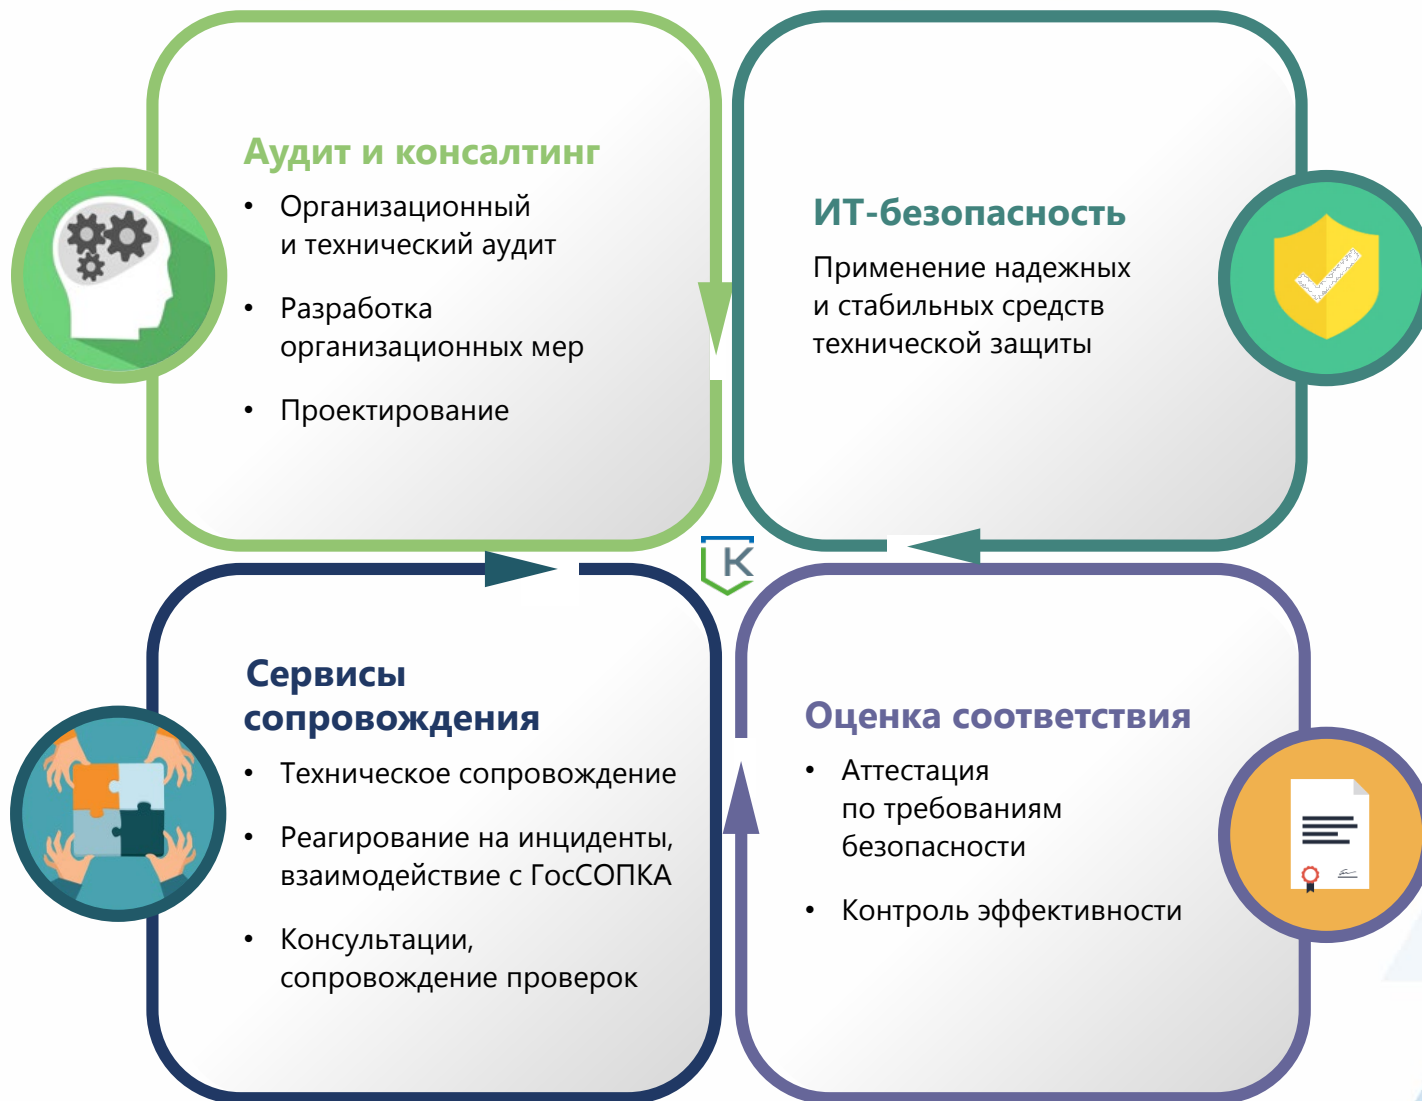 Аудит и консалтинг
• Организационный
и технический аудит
• Разработка
организационных мер
• Проектирование
ИТ-безопасность
Применение надежных
и стабильных средств
технической защиты
K
Сервисы
сопровождения
• Техническое сопровождение
• Реагирование на инциденты,
взаимодействие с ГосСОПКА
• Консультации,
сопровождение проверок
Оценка соответствия
• Аттестация
по требованиям
безопасности
• Контроль эффективности